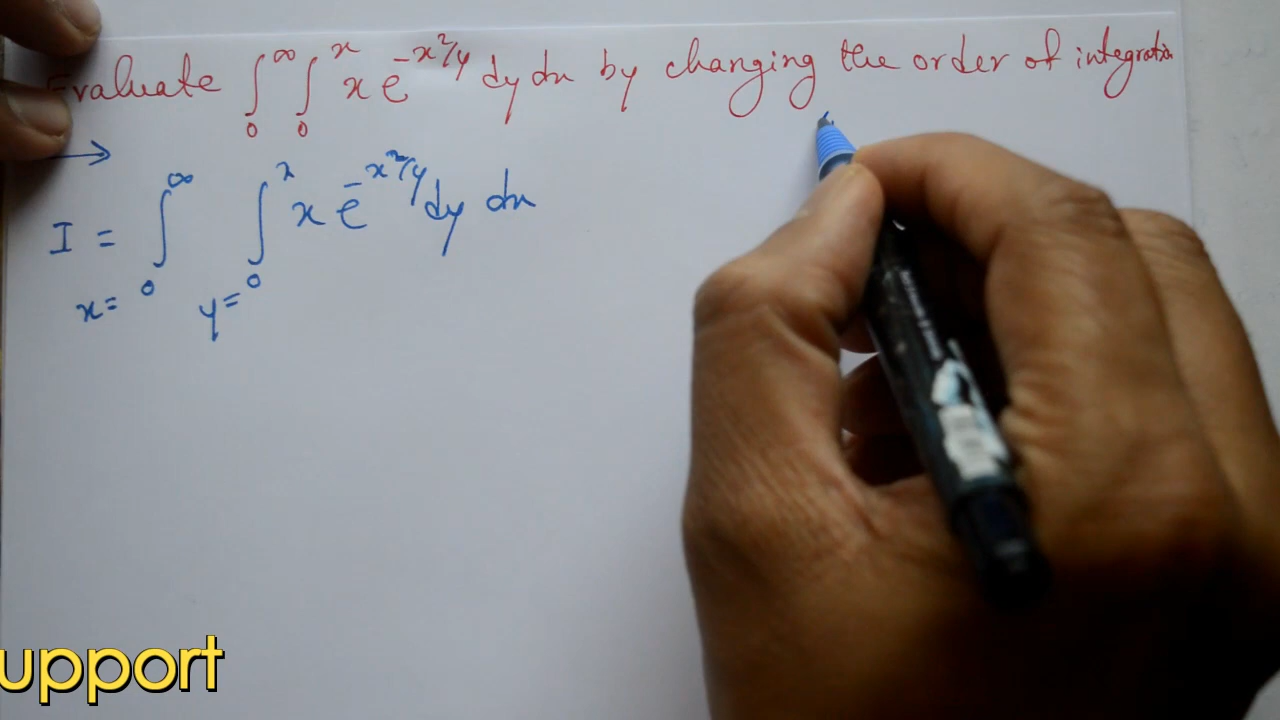 Evaluate ∫₀^∞ ∫₀^x x e^(-x²/y) dy dx by changing the order of integration
→
I = ∫₀^∞ ∫₀^x x e^(-x²/y) dy dx
x= y=
upport